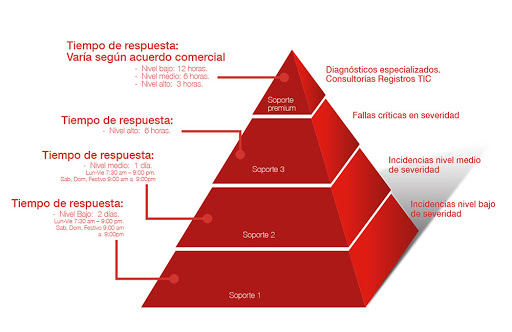 Tiempo de respuesta:
Varía según acuerdo comercial
- Nivel bajo: 12 horas.
- Nivel medio: 6 horas.
- Nivel alto: 3 horas.
Diagnósticos especializados.
Consultorías Registros TIC
Soporte
premium
Tiempo de respuesta:
- Nivel alto: 6 horas.
Fallas críticas en severidad
Soporte 3
Tiempo de respuesta:
- Nivel medio: 1 día.
Lun-Vie 7:30 am – 9:00 pm.
Sab, Dom, Festivo 9:00 am a 9:00pm
Incidencias nivel medio
de severidad
Soporte 2
Tiempo de respuesta:
- Nivel Bajo: 2 días.
Lun-Vie 7:30 am – 9:00 pm.
Sab, Dom, Festivo 9:00 am
a 9:00pm
Incidencias nivel bajo
de severidad
Soporte 1